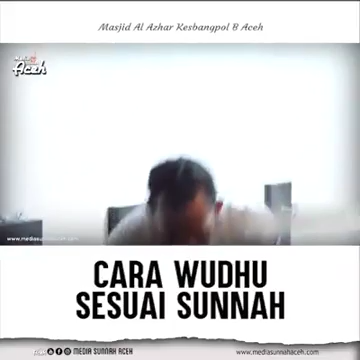 Masjid Al Azhar Kesbangpol B Aceh
Aceh
www.mediasunnahaceh.com
CARA WUDHU
SESUAI SUNNAH
MEDIA SUNNAH ACEH
www.mediasunnahaceh.com